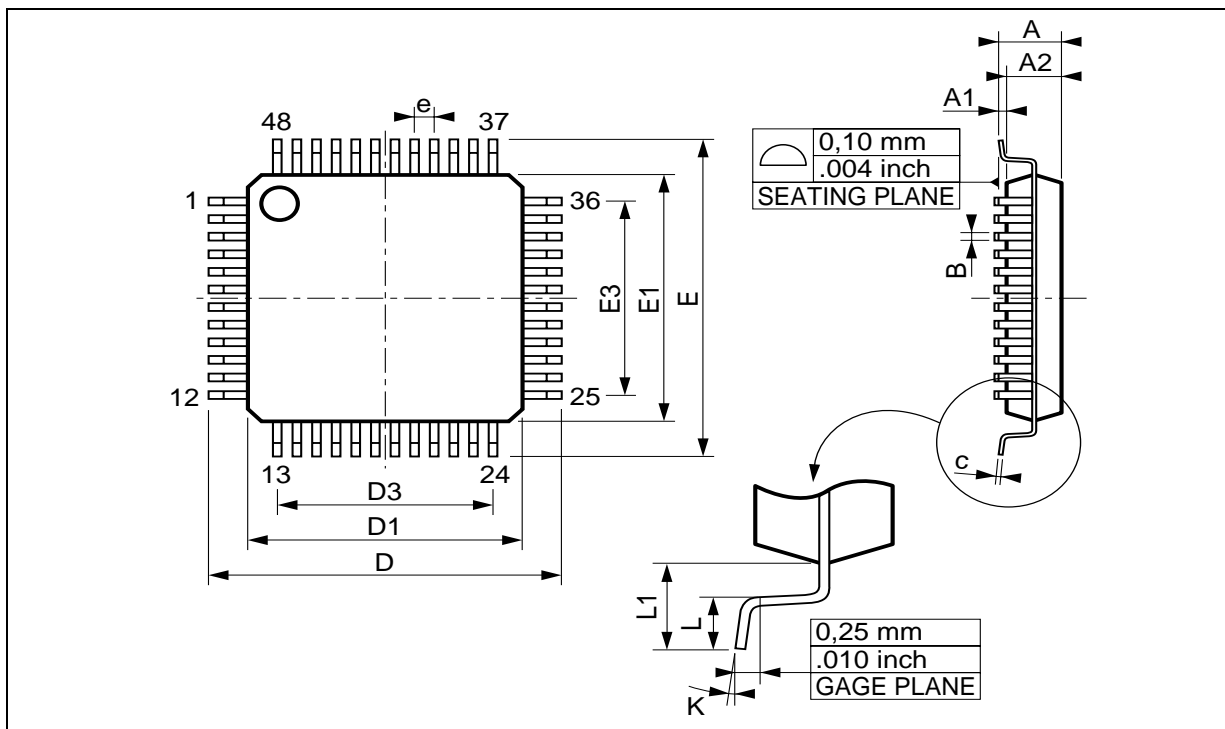 A
A2
A1
e
48
37
0,10 mm
.004 inch
SEATING PLANE
1
36
B
E3
E1
E
12
25
13
24
c
D3
D1
D
L1
L
0,25 mm
.010 inch
GAGE PLANE
K